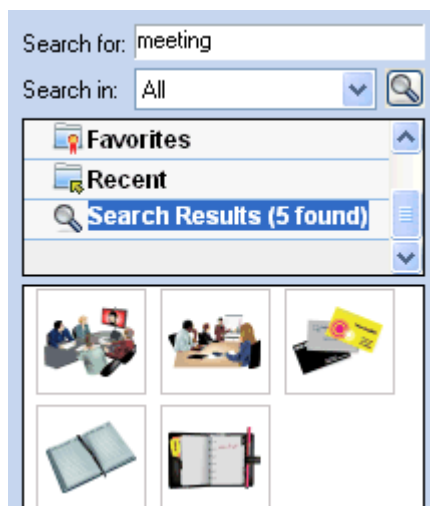 Search for: meeting
Search in: All
Favorites
Recent
Search Results (5 found)